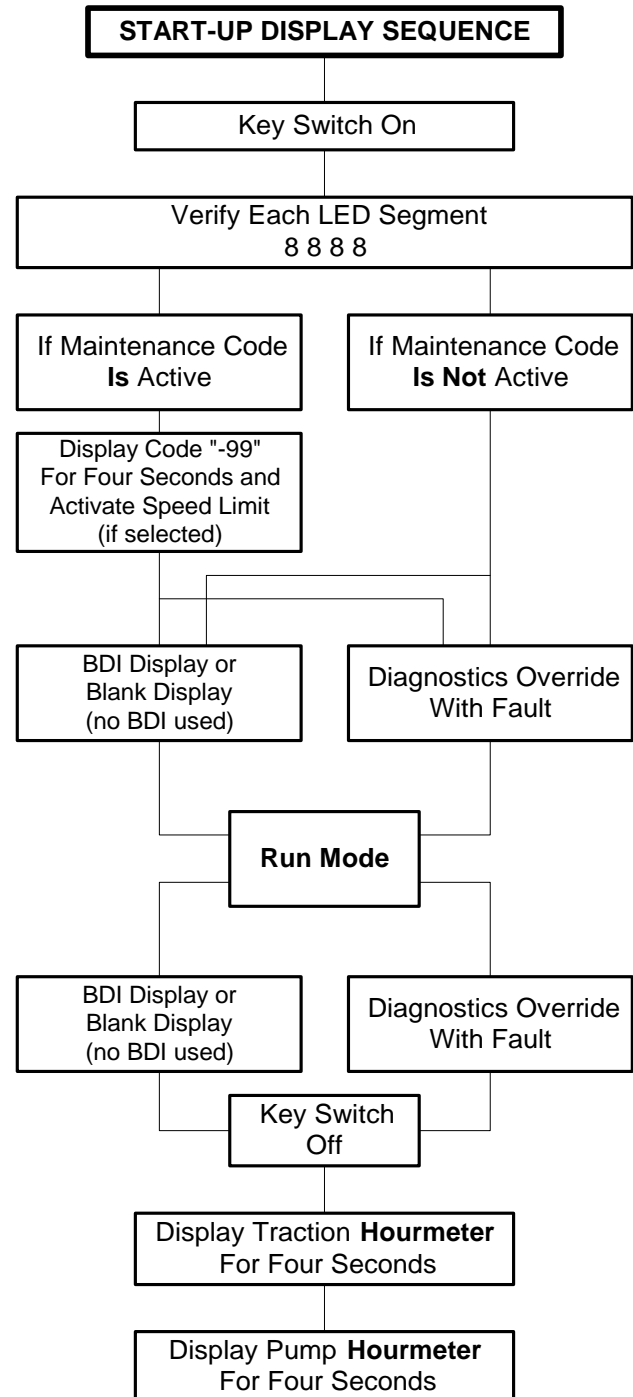 START-UP DISPLAY SEQUENCE
Key Switch On
Verify Each LED Segment
8 8 8 8
If Maintenance Code
Is Active
If Maintenance Code
Is Not Active
Display Code "-99"
For Four Seconds and
Activate Speed Limit
(if selected)
BDI Display or
Blank Display
(no BDI used)
Diagnostics Override
With Fault
Run Mode
BDI Display or
Blank Display
(no BDI used)
Diagnostics Override
With Fault
Key Switch
Off
Display Traction Hourmeter
For Four Seconds
Display Pump Hourmeter
For Four Seconds